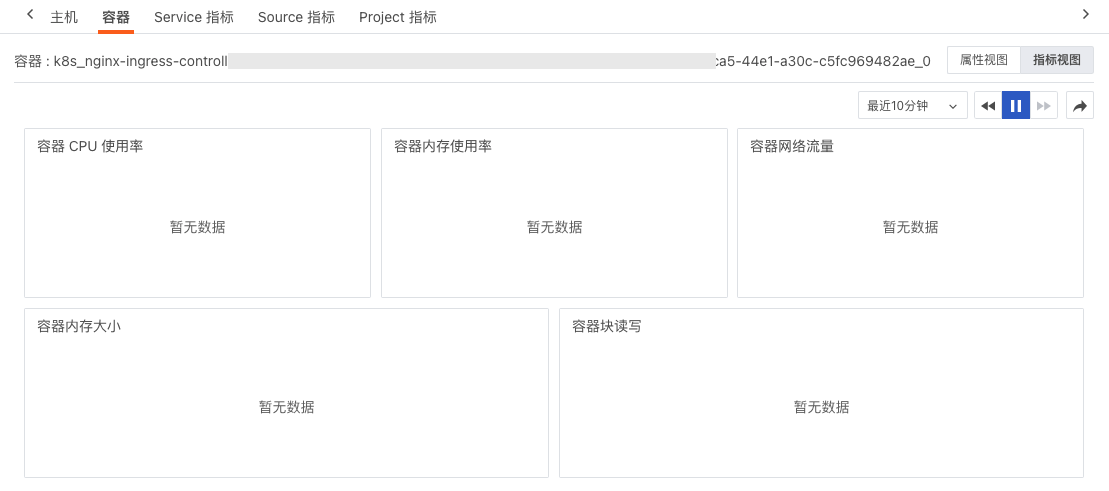 主机 容器 Service 指标 Source 指标 Project 指标
容器 : k8s_nginx-ingress-controll ca5-44e1-a30c-c5fc969482ae_0 属性视图 指标视图
最近10分钟
容器 CPU 使用率 容器内存使用率 容器网络流量
暂无数据 暂无数据 暂无数据
容器内存大小 容器块读写
暂无数据 暂无数据